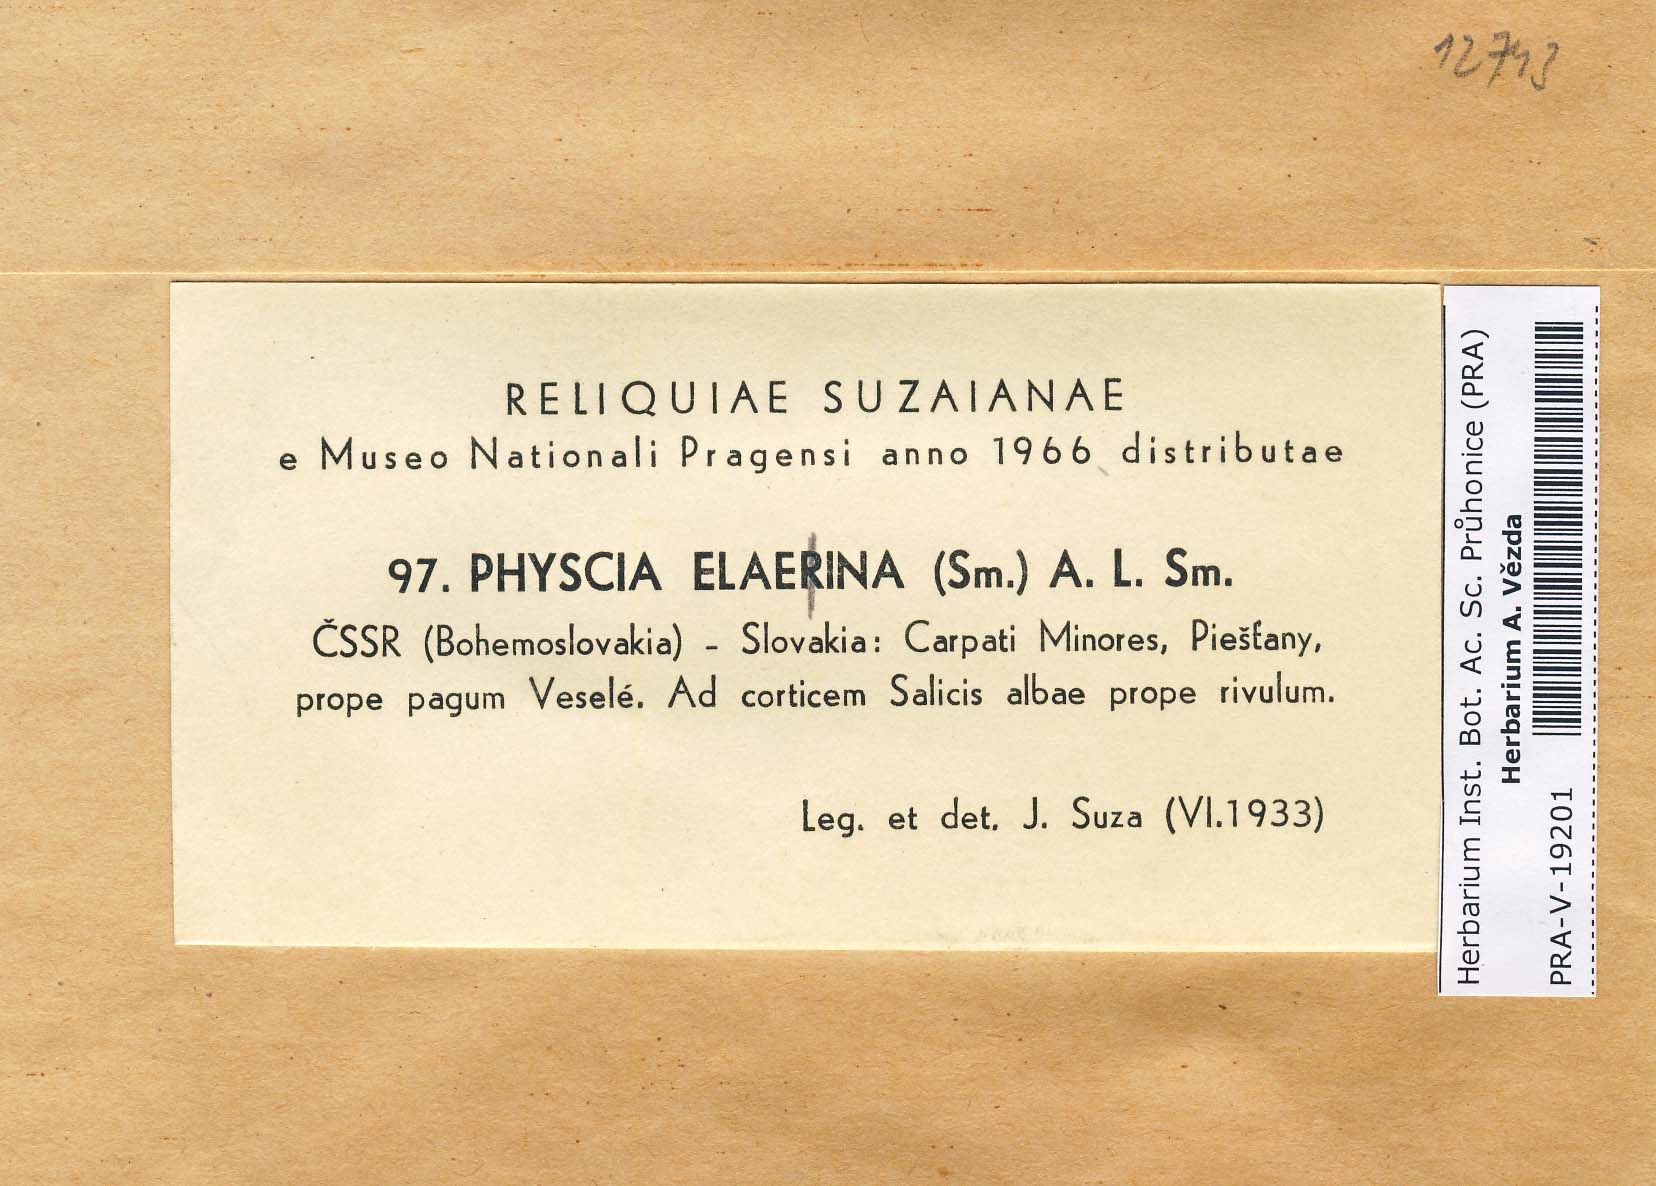 12743
RELIQUIAE SUZAIANAE
e Museo Nationali Pragensi anno 1966 distributae
97. PHYSCIA ELAERINA (Sm.) A. L. Sm.
ČSSR (Bohemoslovakia) - Slovakia: Carpati Minores, Piešťany,
prope pagum Veselé. Ad corticem Salicis albae prope rivulum.
Leg. et det. J. Suza (VI.1933)
Herbarium Inst. Bot. Ac. Sc. Průhonice (PRA)
Herbarium A. Vězda
PRA-V-19201